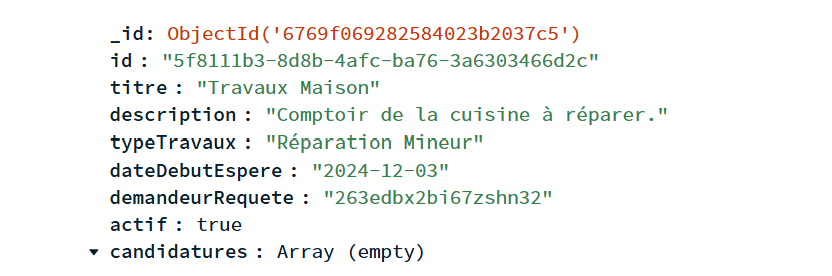 _id: ObjectId('6769f069282584023b2037c5')
id : "5f8111b3-8d8b-4afc-ba76-3a6303466d2c"
titre : "Travaux Maison"
description : "Comptoir de la cuisine à réparer."
typeTravaux : "Réparation Mineur"
dateDebutEspere : "2024-12-03"
demandeurRequete : "263edbx2bi67zshn32"
actif : true
candidatures : Array (empty)